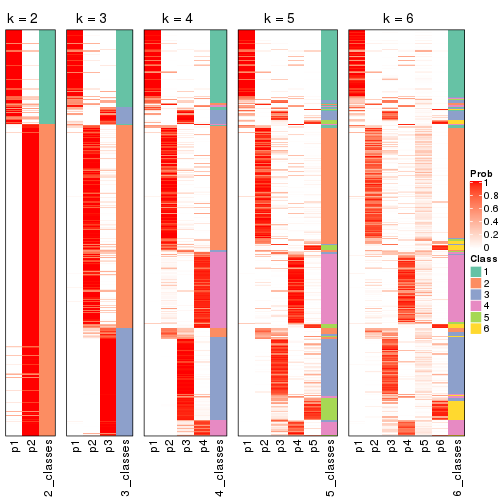 k = 2
k = 3
k = 4
k = 5
k = 6
Prob
1
0.8
0.6
0.4
0.2
0
Class
1
2
3
4
5
6
p1
p2
2_classes
p1
p2
p3
3_classes
p1
p2
p3
p4
4_classes
p1
p2
p3
p4
p5
5_classes
p1
p2
p3
p4
p5
p6
6_classes